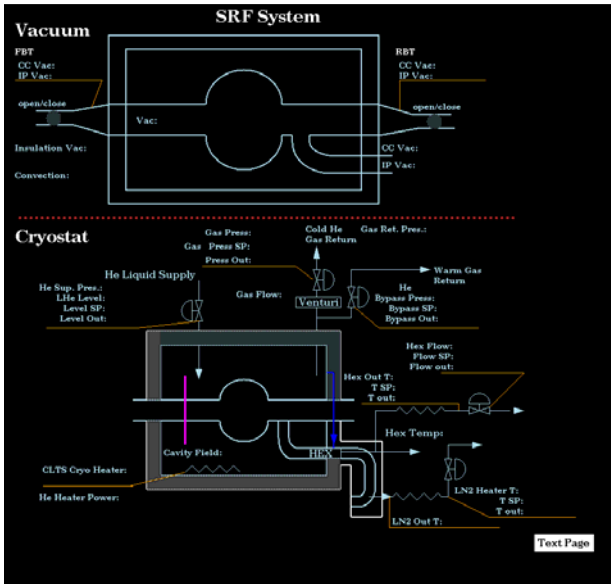 SRF System
Vacuum
FBT
CC Vac:
IP Vac:
RBT
CC Vac:
IP Vac:
open/close
open/close
Vac:
Insulation Vac:
CC Vac:
IP Vac:
Convection:
Cryostat
Gas Press:
Gas Press SP:
Press Out:
Cold He
Gas Return
Gas Ret. Pres.:
He Liquid Supply
Warm Gas
Return
He Sup. Pres.:
LHe Level:
Level SP:
Level Out:
Gas Flow:
Venturi
He
Bypass Press:
Bypass SP:
Bypass Out:
Hex Flow:
Flow SP:
Flow out:
Hex Out T:
T SP:
T out:
Hex Temp:
Cavity Field:
HEX
CLTS Cryo Heater:
He Heater Power:
LN2 Heater T:
T SP:
T out:
LN2 Out T:
Text Page